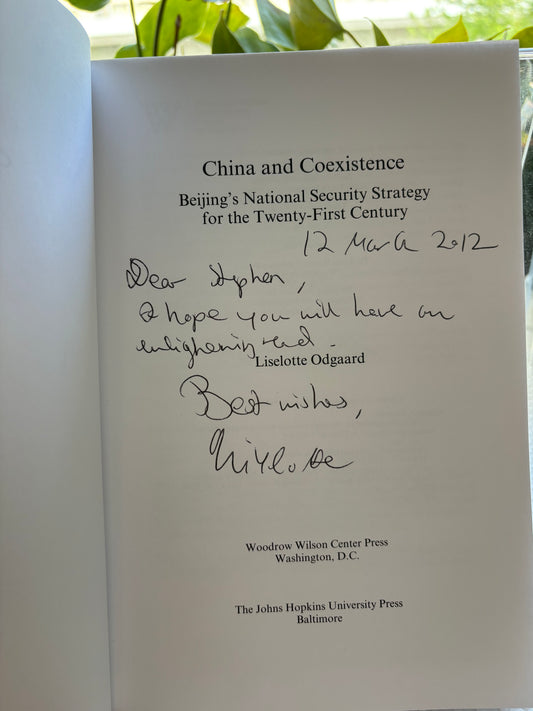 China and Coexistence
Beijing's National Security Strategy
for the Twenty-First Century
12 March 2012
Dear Stephen,
I hope you will have an
enlighening read.
Liselotte Odgaard
Best wishes,
Liselotte
Woodrow Wilson Center Press
Washington, D.C.
The Johns Hopkins University Press
Baltimore